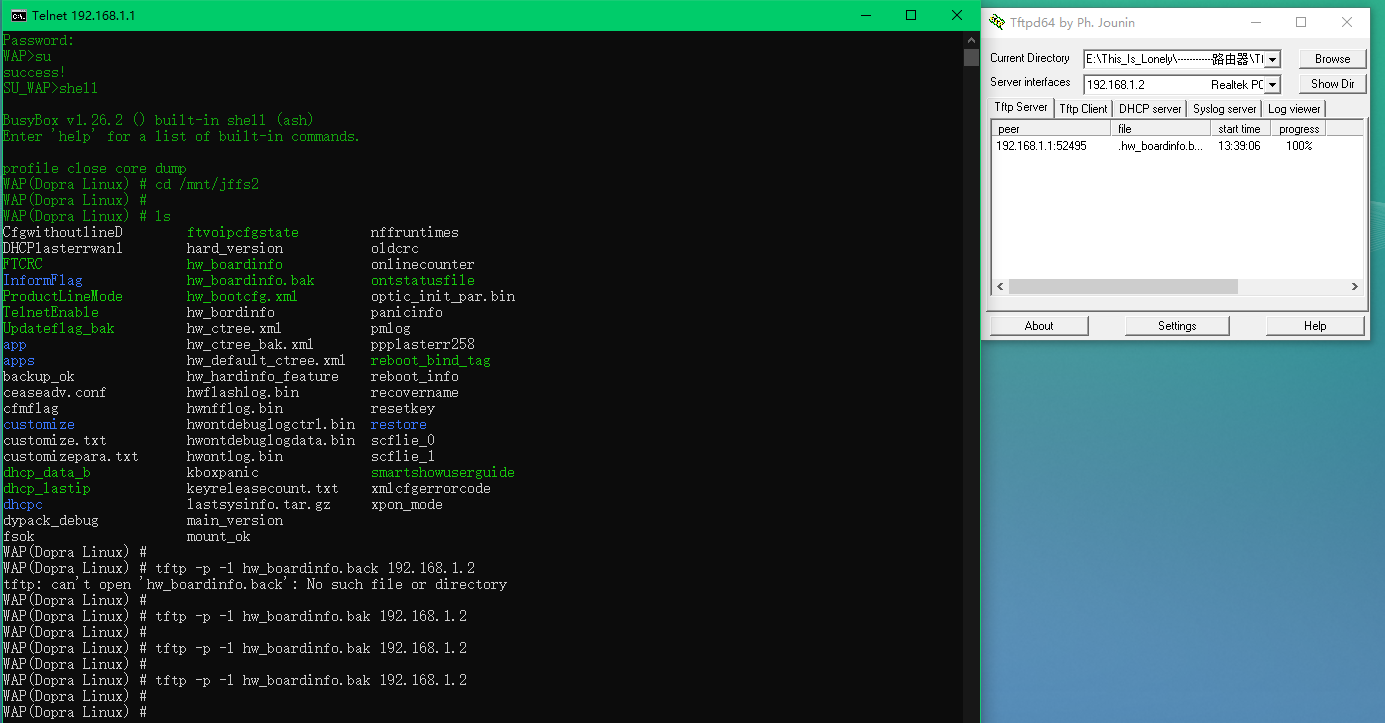 Telnet 192.168.1.1
Password:
WAP>su
success!
SU_WAP>shell
BusyBox v1.26.2 () built-in shell (ash)
Enter 'help' for a list of built-in commands.
profile close core dump
WAP(Dopra Linux) # cd /mnt/jffs2
WAP(Dopra Linux) #
WAP(Dopra Linux) # ls
CfgwithoutlineD ftvoipcfgstate nffruntimes
DHCPlasterrwan1 hard_version oldcrc
FTCRC hw_boardinfo onlinecounter
InformFlag hw_boardinfo.bak ontstatusfile
ProductLineMode hw_bootcfg.xml optic_init_par.bin
TelnetEnable hw_bordinfo panicinfo
Updateflag_bak hw_ctree.xml pmlog
app hw_ctree_bak.xml ppplasterr258
apps hw_default_ctree.xml reboot_bind_tag
backup_ok hw_hardinfo_feature reboot_info
ceaseadv.conf hwflashlog.bin recovername
cfmflag hwnfflog.bin resetkey
customize hwontdebuglogctrl.bin restore
customize.txt hwontdebuglogdata.bin scflie_0
customizepara.txt hwontlog.bin scflie_1
dhcp_data_b kboxpanic smartshowuserguide
dhcp_lastip keyreleasecount.txt xmlcfgerrorcode
dhcpc lastsysinfo.tar.gz xpon_mode
dypack_debug main_version
fsok mount_ok
WAP(Dopra Linux) #
WAP(Dopra Linux) # tftp -p -l hw_boardinfo.back 192.168.1.2
tftp: can't open 'hw_boardinfo.back': No such file or directory
WAP(Dopra Linux) #
WAP(Dopra Linux) # tftp -p -l hw_boardinfo.bak 192.168.1.2
WAP(Dopra Linux) #
WAP(Dopra Linux) # tftp -p -l hw_boardinfo.bak 192.168.1.2
WAP(Dopra Linux) #
WAP(Dopra Linux) # tftp -p -l hw_boardinfo.bak 192.168.1.2
WAP(Dopra Linux) #
WAP(Dopra Linux) #
Tftpd64 by Ph. Jounin
Current Directory E:\This_Is_Lonely\-----------路由器\Tf Browse
Server interfaces 192.168.1.2 Realtek PC Show Dir
Tftp Server Tftp Client DHCP server Syslog server Log viewer
peer file start time progress
192.168.1.1:52495 .hw_boardinfo.b... 13:39:06 100%
About Settings Help